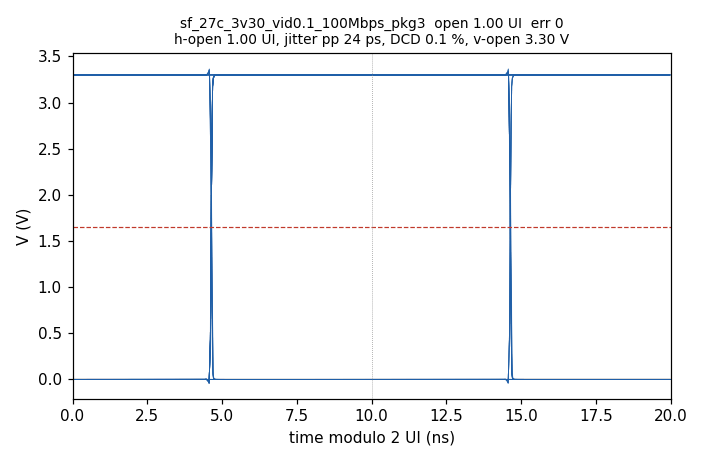 sf_27c_3v30_vid0.1_100Mbps_pkg3  open 1.00 UI  err 0
h-open 1.00 UI, jitter pp 24 ps, DCD 0.1 %, v-open 3.30 V
3.5
3.0
2.5
2.0
1.5
1.0
0.5
0.0
V (V)
0.0 2.5 5.0 7.5 10.0 12.5 15.0 17.5 20.0
time modulo 2 UI (ns)